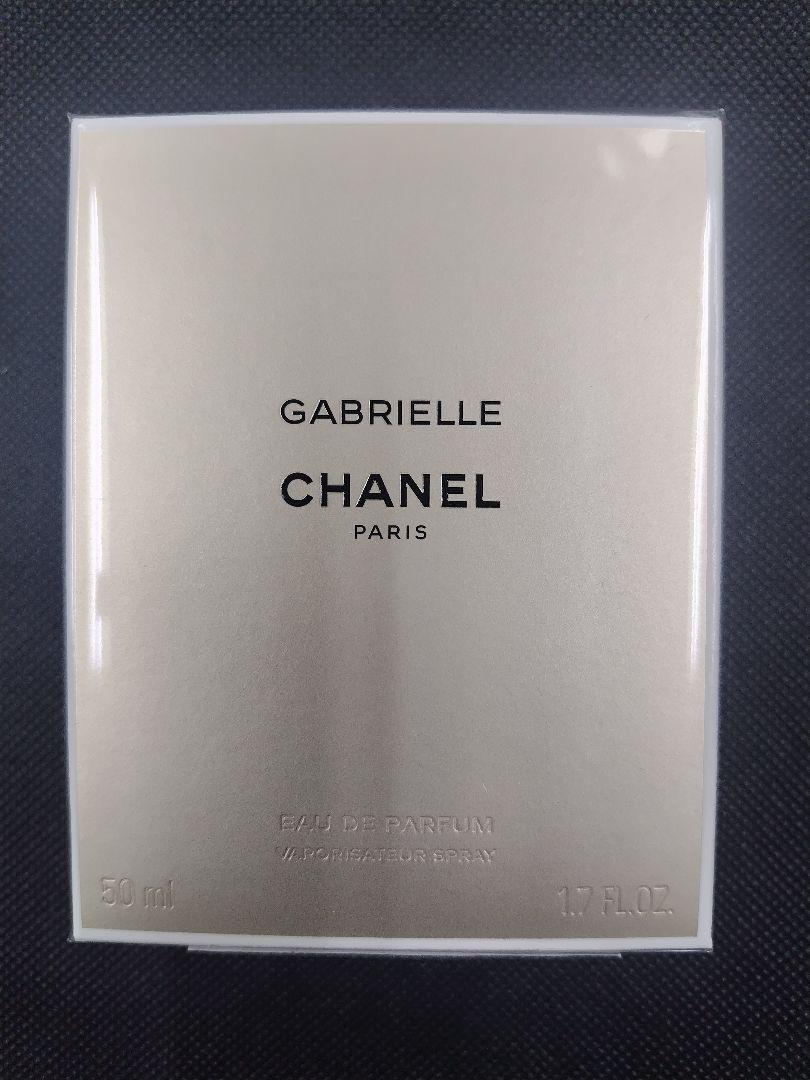 GABRIELLE
CHANEL
PARIS
EAU DE PARFUM
VAPORISATEUR SPRAY
50 ml
1.7 FL.OZ.